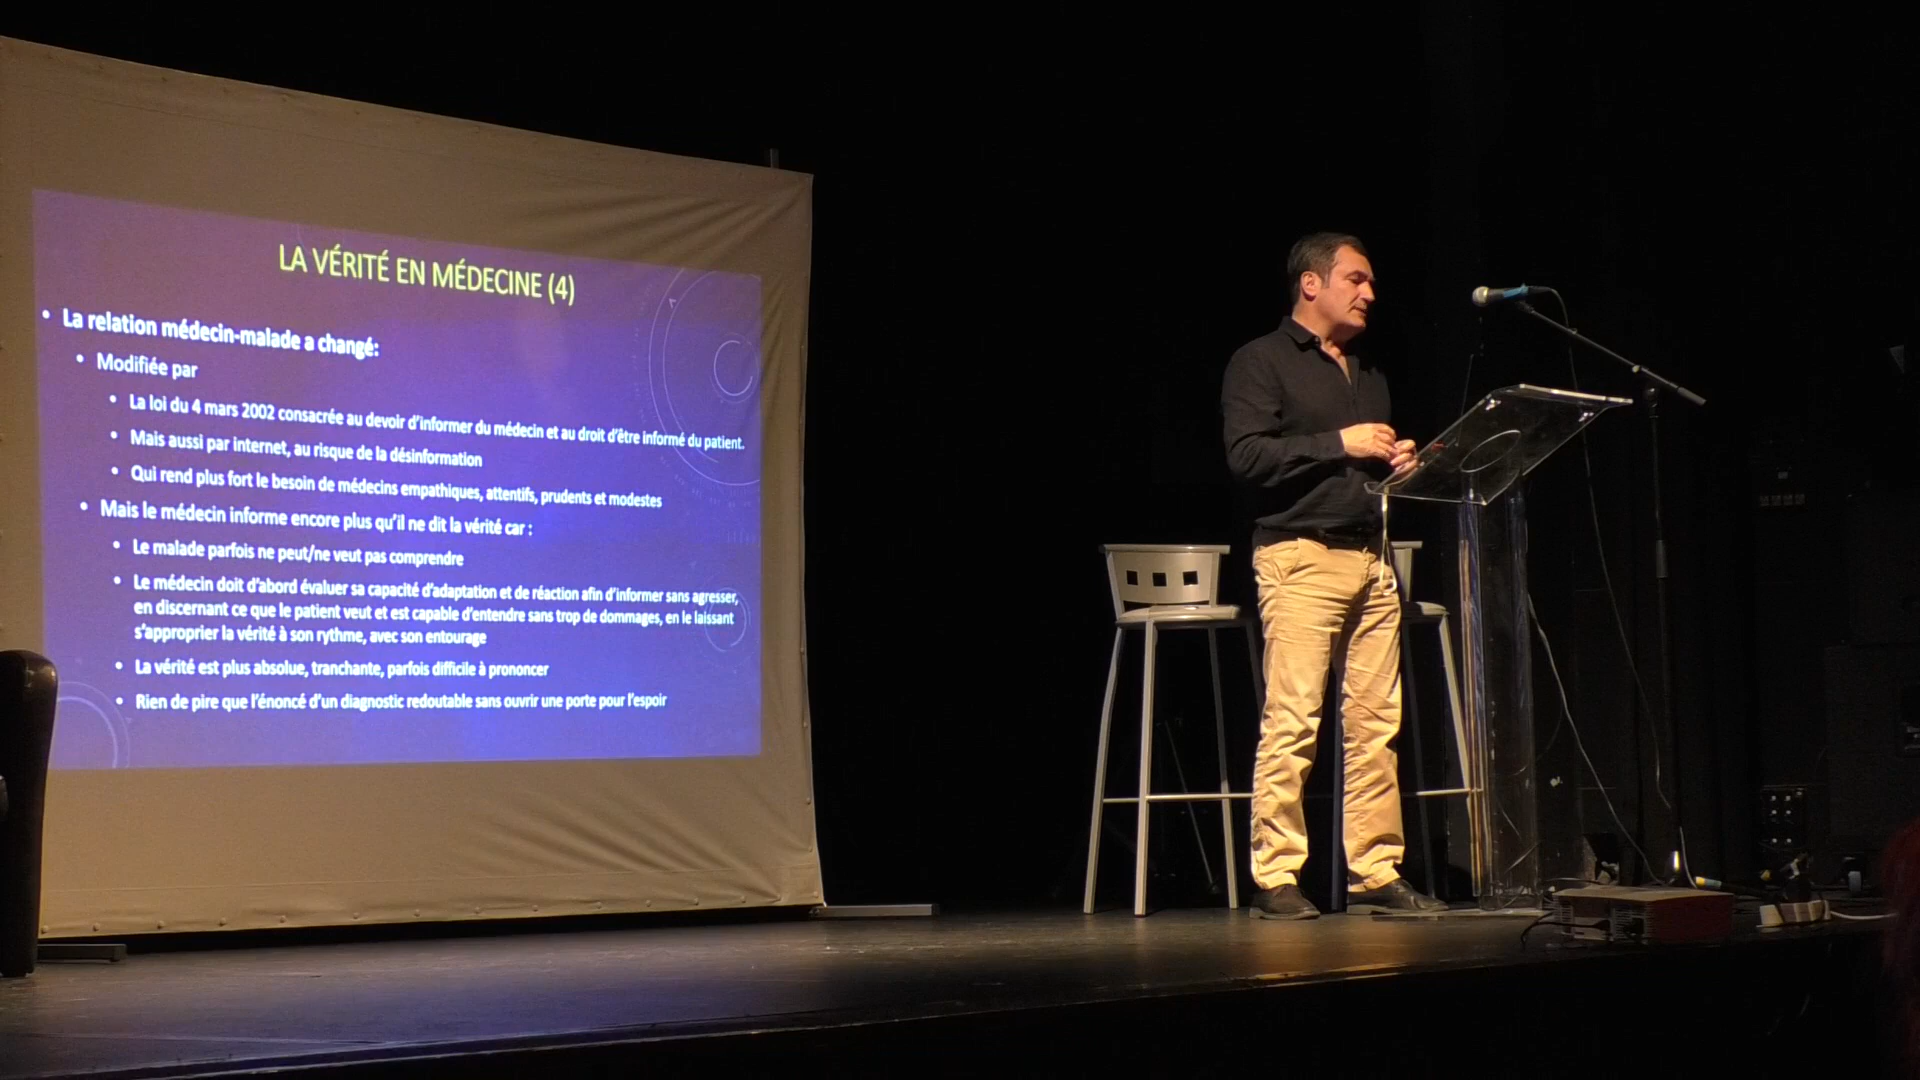 LA VÉRITÉ EN MÉDECINE (4)
• La relation médecin-malade a changé:
• Modifiée par
• La loi du 4 mars 2002 consacrée au devoir d'informer du médecin et au droit d'être informé du patient.
• Mais aussi par internet, au risque de la désinformation
• Qui rend plus fort le besoin de médecins empathiques, attentifs, prudents et modestes
• Mais le médecin informe encore plus qu'il ne dit la vérité car :
• Le malade parfois ne peut/ne veut pas comprendre
• Le médecin doit d'abord évaluer sa capacité d'adaptation et de réaction afin d'informer sans agresser,
en discernant ce que le patient veut et est capable d'entendre sans trop de dommages, en le laissant
s'approprier la vérité à son rythme, avec son entourage
• La vérité est plus absolue, tranchante, parfois difficile à prononcer
• Rien de pire que l'énoncé d'un diagnostic redoutable sans ouvrir une porte pour l'espoir